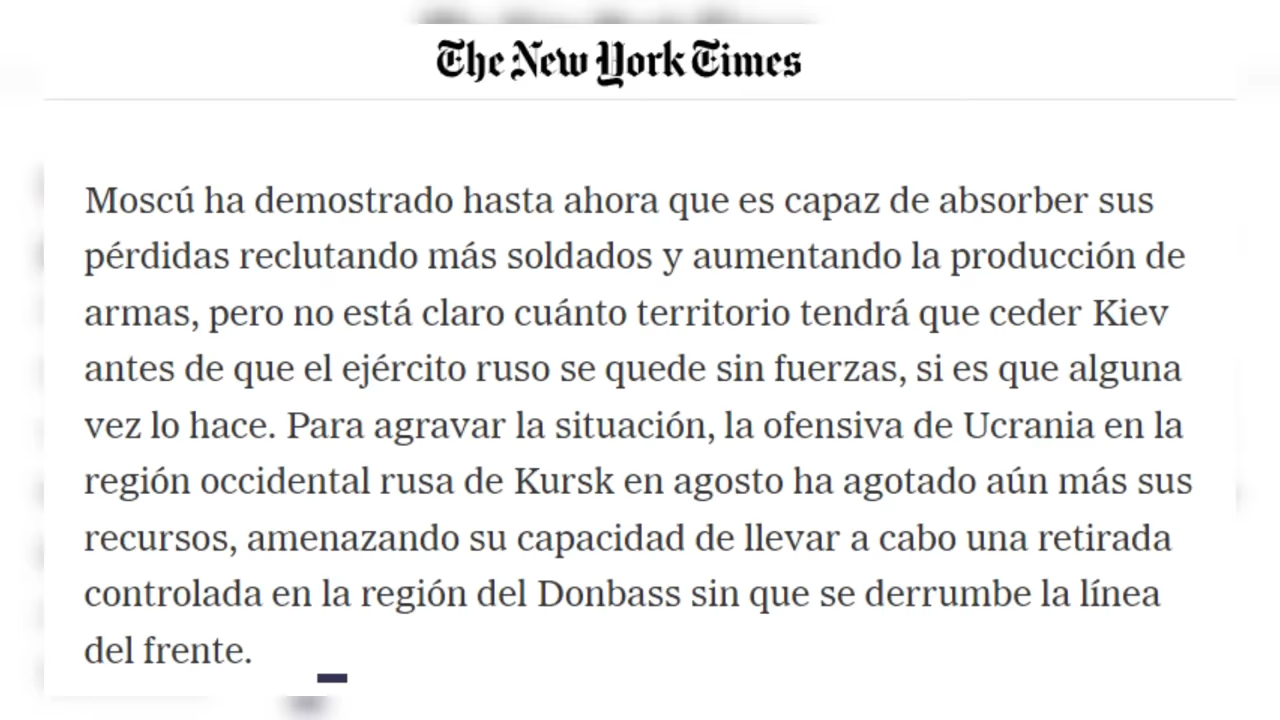 The New York Times
Moscú ha demostrado hasta ahora que es capaz de absorber sus
pérdidas reclutando más soldados y aumentando la producción de
armas, pero no está claro cuánto territorio tendrá que ceder Kiev
antes de que el ejército ruso se quede sin fuerzas, si es que alguna
vez lo hace. Para agravar la situación, la ofensiva de Ucrania en la
región occidental rusa de Kursk en agosto ha agotado aún más sus
recursos, amenazando su capacidad de llevar a cabo una retirada
controlada en la región del Donbass sin que se derrumbe la línea
del frente.